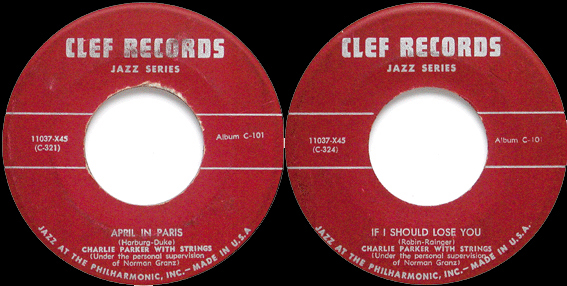 CLEF RECORDS
JAZZ SERIES
11037-X45
(C-321)
Album C-101
APRIL IN PARIS
(Harburg-Duke)
CHARLIE PARKER WITH STRINGS
(Under the personal supervision
of Norman Granz)
JAZZ AT THE PHILHARMONIC, INC.—MADE IN U.S.A.
CLEF RECORDS
JAZZ SERIES
11037-X45
(C-324)
Album C-101
IF I SHOULD LOSE YOU
(Robin-Rainger)
CHARLIE PARKER WITH STRINGS
(Under the personal supervision
of Norman Granz)
JAZZ AT THE PHILHARMONIC, INC.—MADE IN U.S.A.